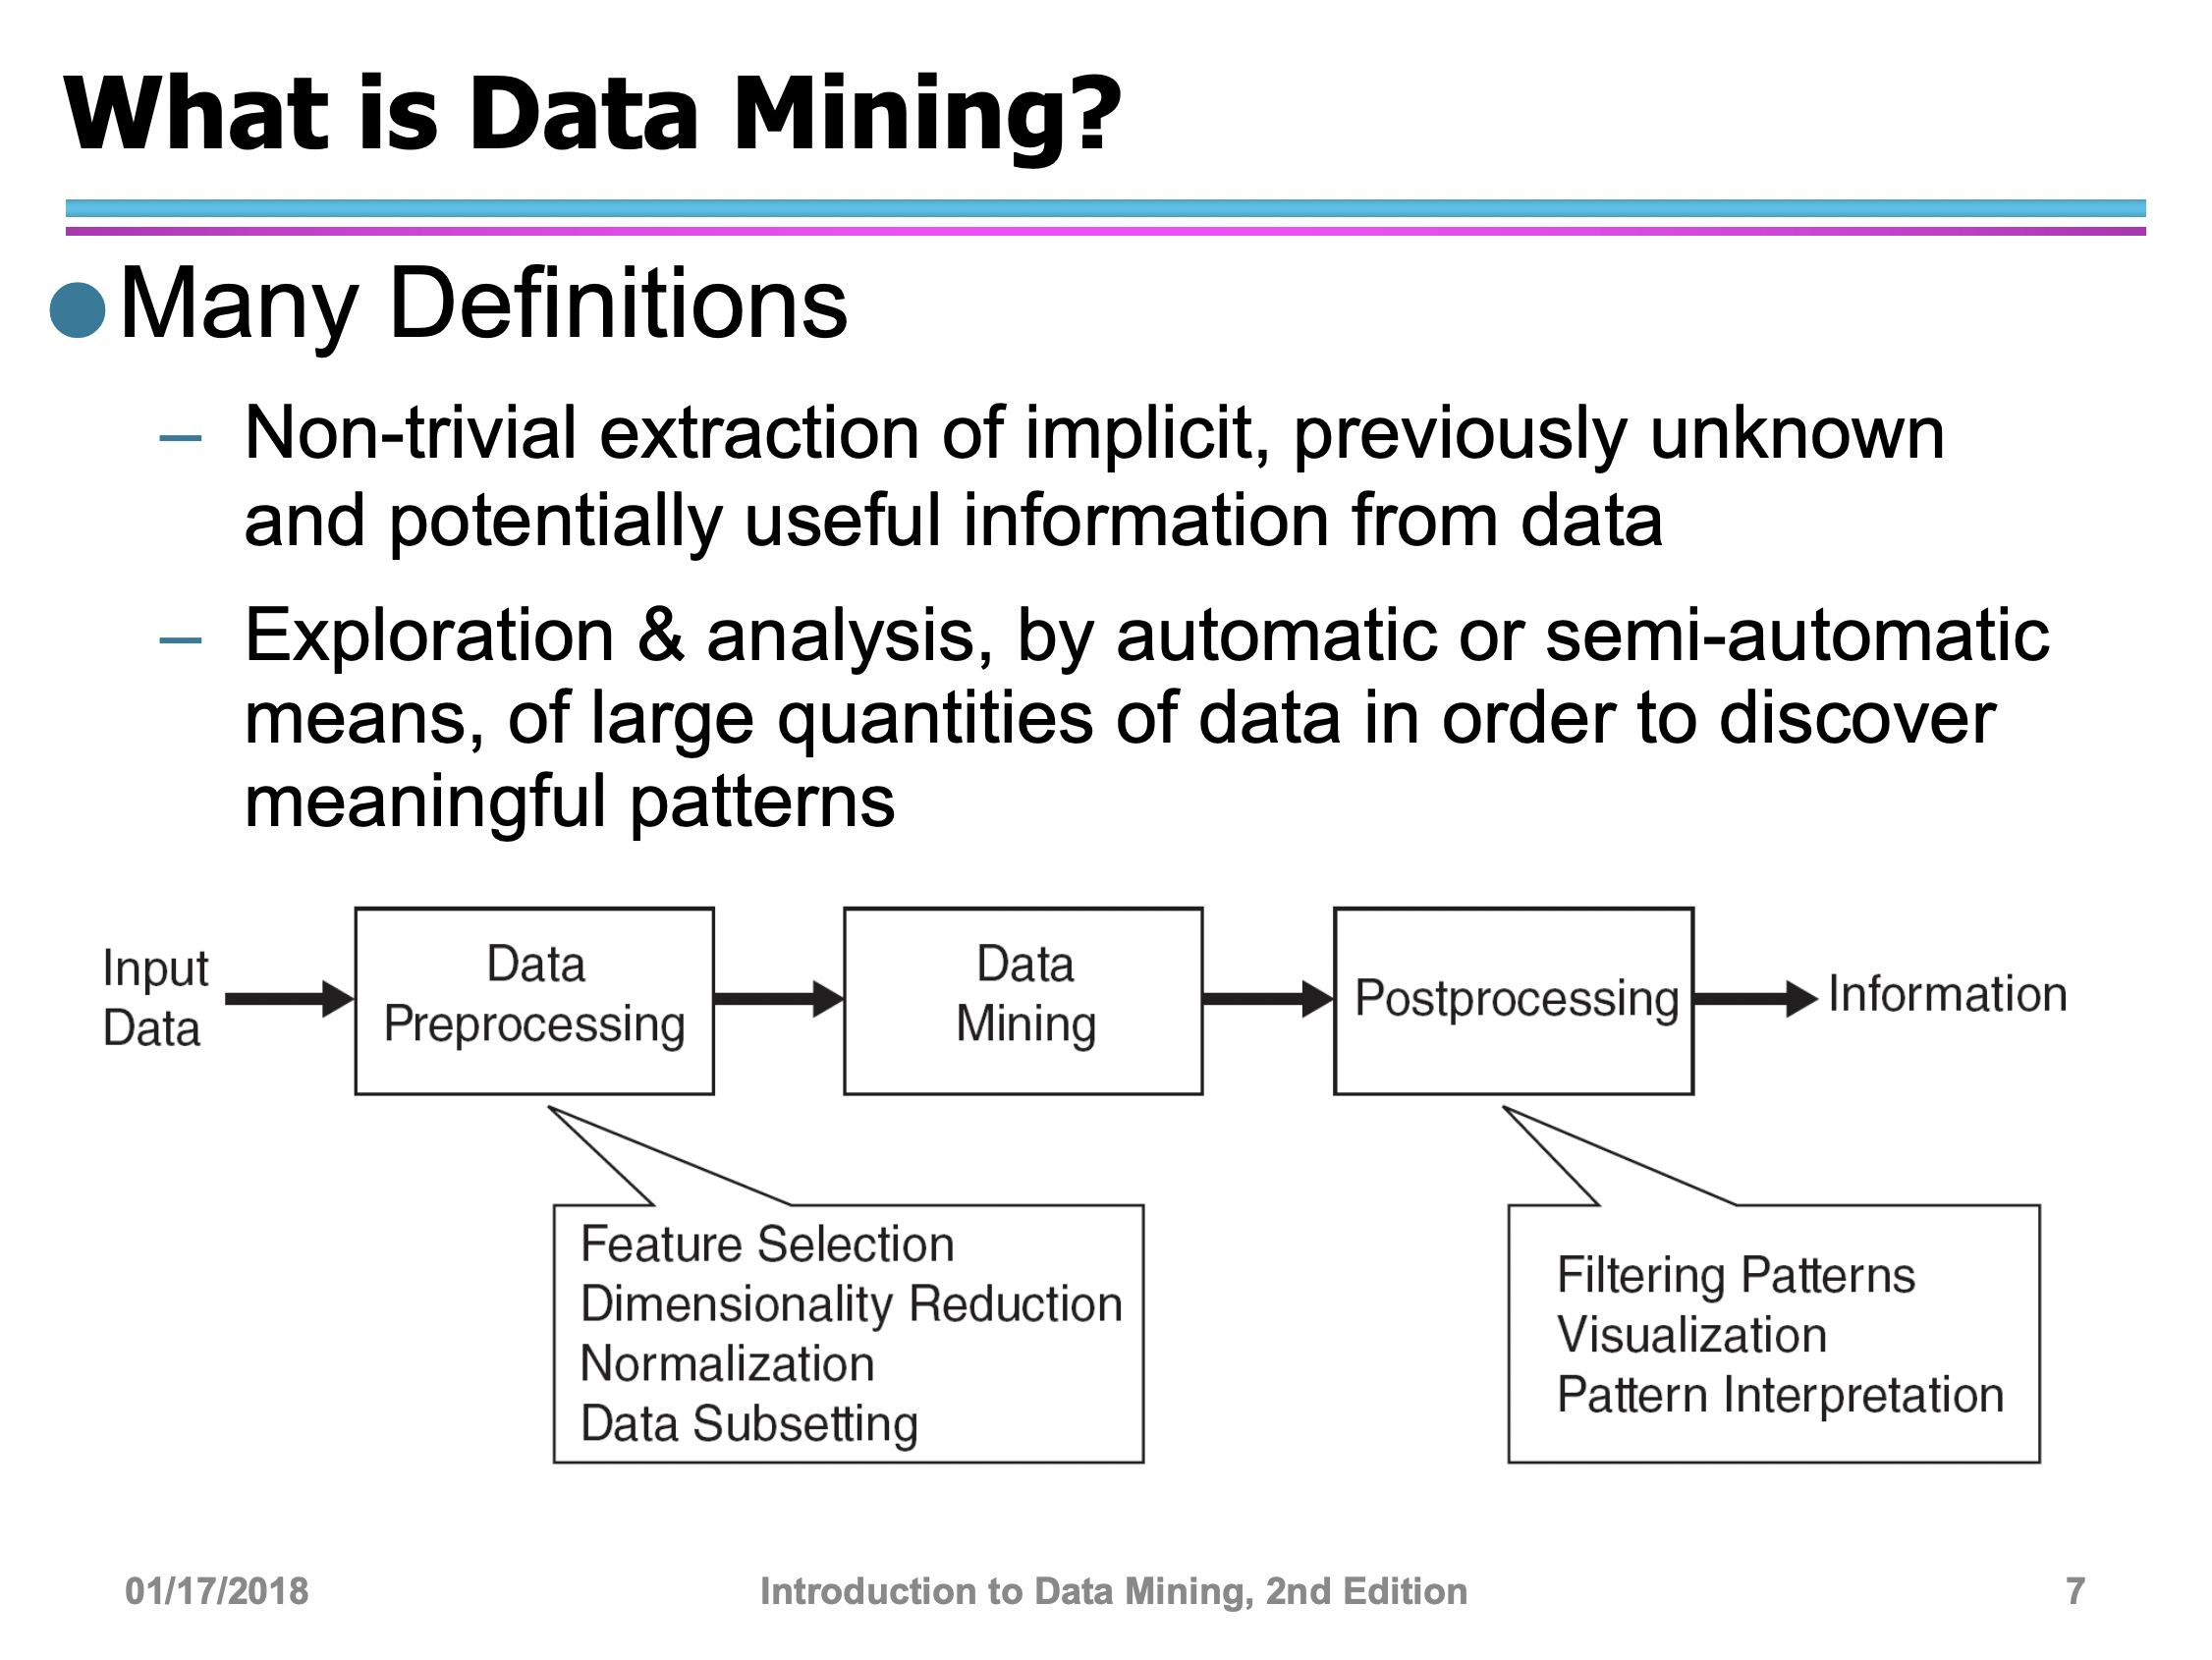 What is Data Mining?
Many Definitions
– Non-trivial extraction of implicit, previously unknown
and potentially useful information from data
– Exploration & analysis, by automatic or semi-automatic
means, of large quantities of data in order to discover
meaningful patterns
Input
Data
Data
Preprocessing
Data
Mining
Postprocessing
Information
Feature Selection
Dimensionality Reduction
Normalization
Data Subsetting
Filtering Patterns
Visualization
Pattern Interpretation
01/17/2018
Introduction to Data Mining, 2nd Edition
7